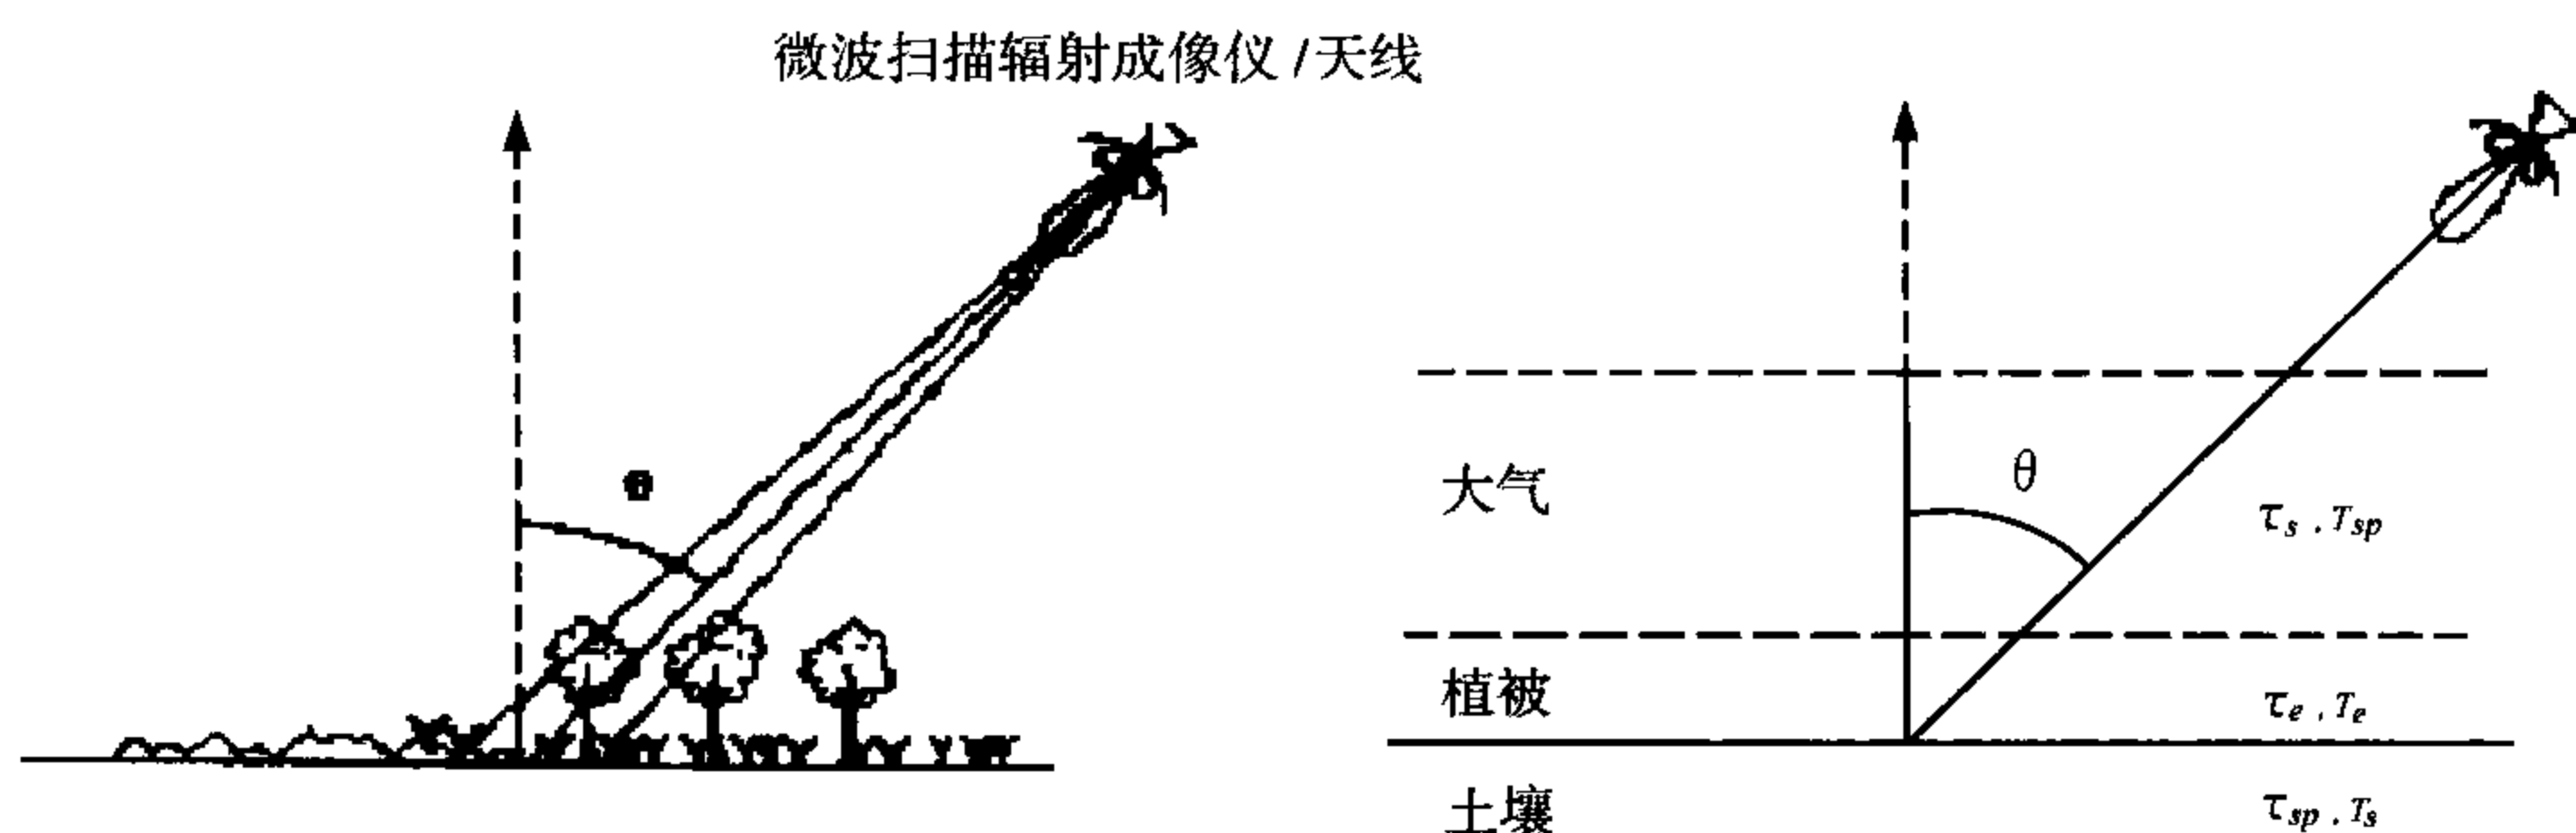 微波扫描辐射成像仪/天线
θ
θ
大气
τs , Tsp
植被
τe , Te
土壤
τsp , Ts